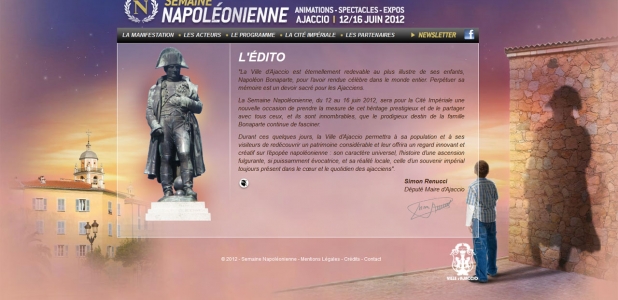 SEMAINE
N NAPOLÉONIENNE
ANIMATIONS - SPECTACLES - EXPOS
AJACCIO | 12/16 JUIN 2012
LA MANIFESTATION • LES ACTEURS • LE PROGRAMME • LA CITÉ IMPÉRIALE • LES PARTENAIRES ► NEWSLETTER f
L'ÉDITO
"La Ville d'Ajaccio est éternellement redevable au plus illustre de ses enfants,
Napoléon Bonaparte, pour l'avoir rendue célèbre dans le monde entier. Perpétuer sa
mémoire est un devoir sacré pour les Ajacciens.
La Semaine Napoléonienne, du 12 au 16 juin 2012, sera pour la Cité Impériale une
nouvelle occasion de prendre la mesure de cet héritage prestigieux et de le partager
avec tous ceux, et ils sont innombrables, que le prodigieux destin de la famille
Bonaparte continue de fasciner.
Durant ces quelques jours, la Ville d'Ajaccio permettra à sa population et à ses
visiteurs de redécouvrir un patrimoine considérable et leur offrira un regard innovant et
créatif sur l'épopée napoléonienne : son caractère universel, l'histoire d'une ascension
fulgurante, si puissamment évocatrice, et sa réalité locale, celle d'un souvenir impérial
toujours présent dans le cœur et le quotidien des ajacciens"
Simon Renucci
Député Maire d'Ajaccio
© 2012 - Semaine Napoléonienne - Mentions Légales - Crédits - Contact
VILLE D'AJACCIO